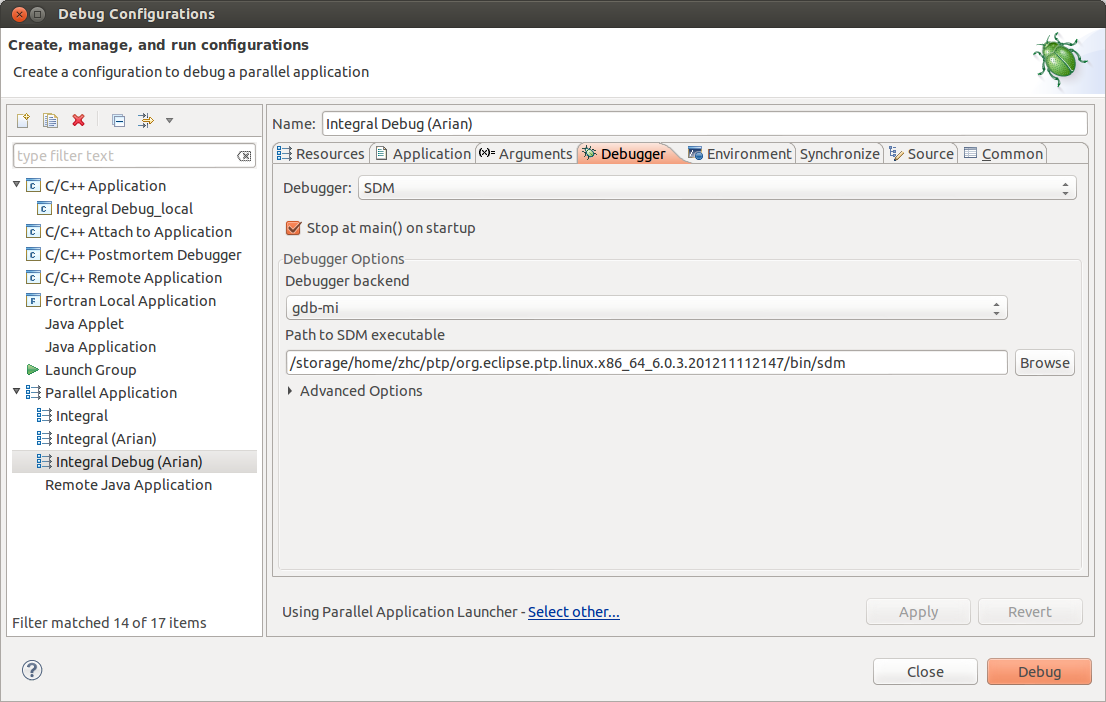 Debug Configurations
Create, manage, and run configurations
Create a configuration to debug a parallel application
type filter text
C/C++ Application
Integral Debug_local
C/C++ Attach to Application
C/C++ Postmortem Debugger
C/C++ Remote Application
Fortran Local Application
Java Applet
Java Application
Launch Group
Parallel Application
Integral
Integral (Arian)
Integral Debug (Arian)
Remote Java Application
Filter matched 14 of 17 items
Name: Integral Debug (Arian)
Resources Application (x)= Arguments Debugger Environment Synchronize Source Common
Debugger: SDM
Stop at main() on startup
Debugger Options
Debugger backend
gdb-mi
Path to SDM executable
/storage/home/zhc/ptp/org.eclipse.ptp.linux.x86_64_6.0.3.201211112147/bin/sdm Browse
Advanced Options
Using Parallel Application Launcher - Select other... Apply Revert
? Close Debug